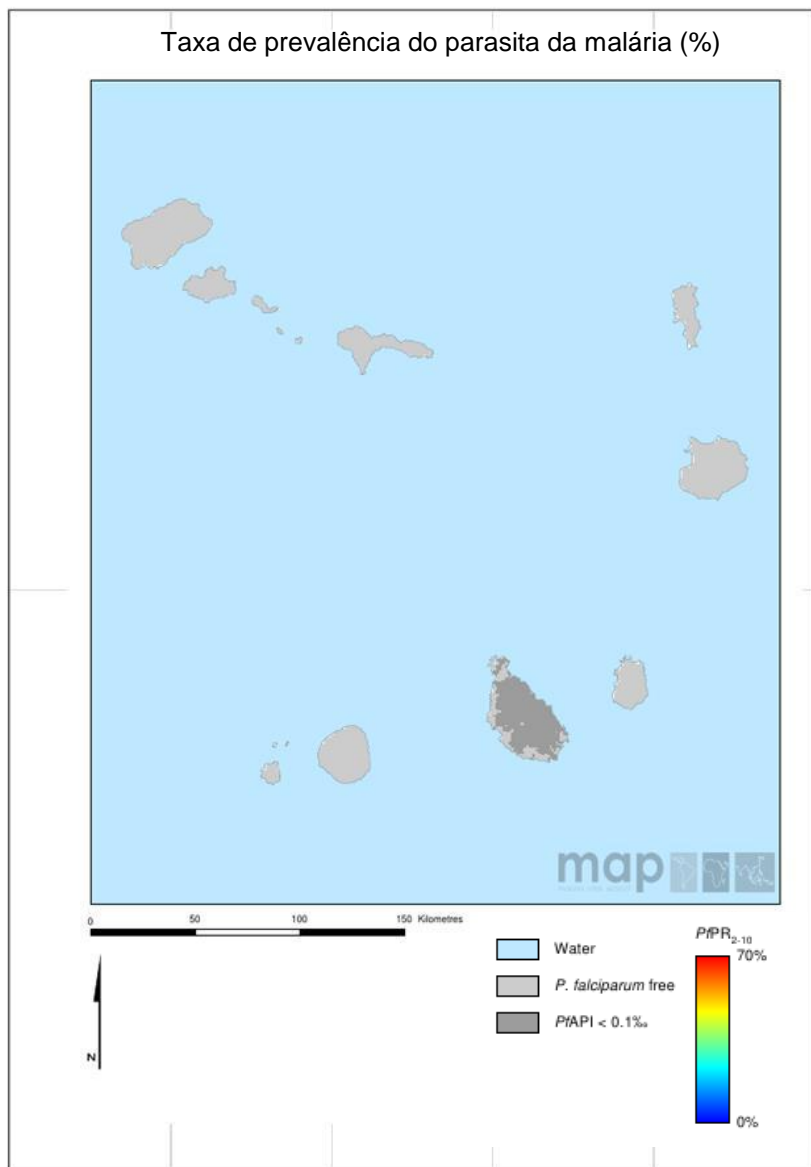 Taxa de prevalência do parasita da malária (%)
map
0 50 100 150 Kilometres
N
Water
P. falciparum free
PfAPI < 0.1‰
PfPR2-10
70%
0%